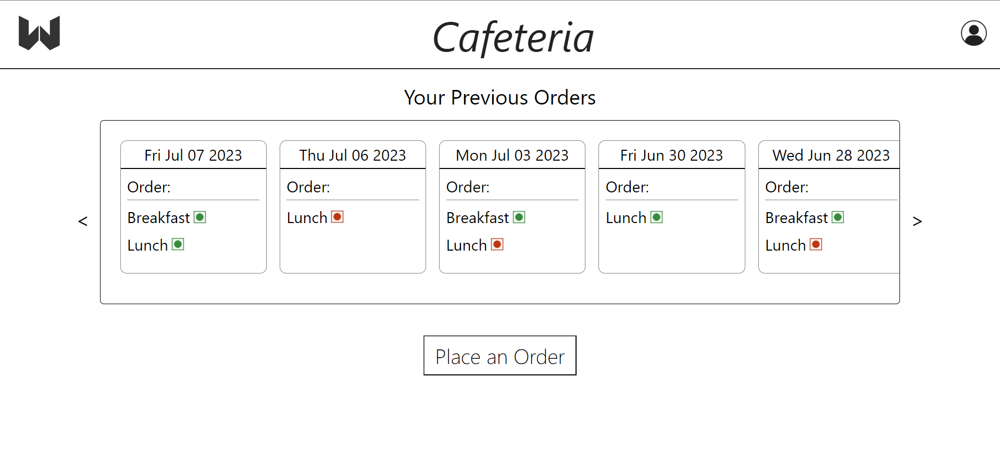 Cafeteria
Your Previous Orders
<
Fri Jul 07 2023
Order:
Breakfast
Lunch
Thu Jul 06 2023
Order:
Lunch
Mon Jul 03 2023
Order:
Breakfast
Lunch
Fri Jun 30 2023
Order:
Lunch
Wed Jun 28 2023
Order:
Breakfast
Lunch
>
Place an Order